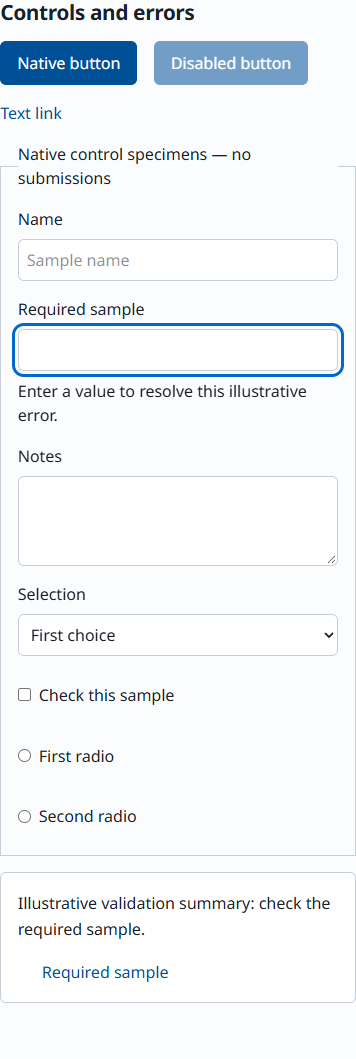 Controls and errors
Native button
Disabled button
Text link
Native control specimens — no
submissions
Name
Sample name
Required sample
Enter a value to resolve this illustrative
error.
Notes
Selection
First choice
Check this sample
First radio
Second radio
Illustrative validation summary: check the
required sample.
Required sample